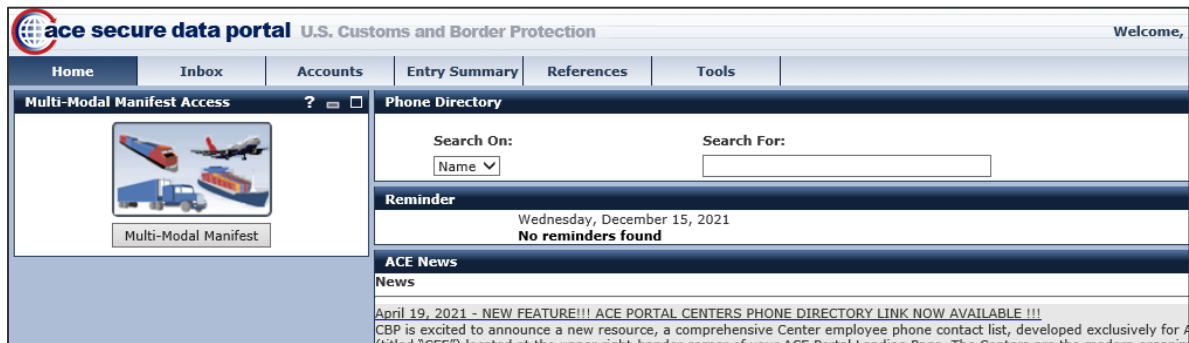 ace secure data portal U.S. Customs and Border Protection
Welcome,
Home Inbox Accounts Entry Summary References Tools
Multi-Modal Manifest Access ?
Multi-Modal Manifest
Phone Directory
Search On: Search For:
Name
Reminder
Wednesday, December 15, 2021
No reminders found
ACE News
News
April 19, 2021 - NEW FEATURE!!! ACE PORTAL CENTERS PHONE DIRECTORY LINK NOW AVAILABLE !!!
CBP is excited to announce a new resource, a comprehensive Center employee phone contact list, developed exclusively for